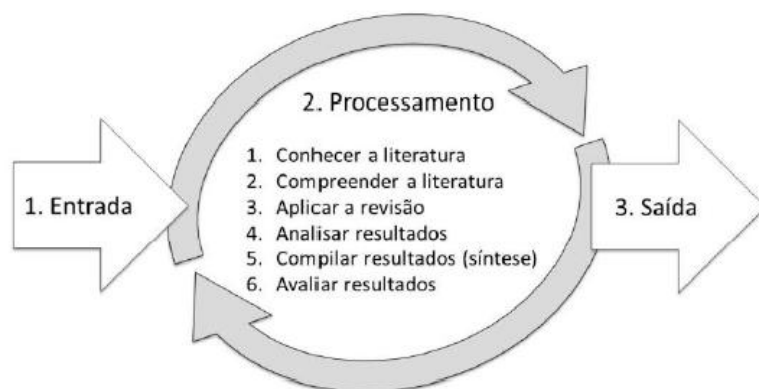 2. Processamento
1. Conhecer a literatura
2. Compreender a literatura
3. Aplicar a revisão
4. Analisar resultados
5. Compilar resultados (síntese)
6. Avaliar resultados
1. Entrada
3. Saída